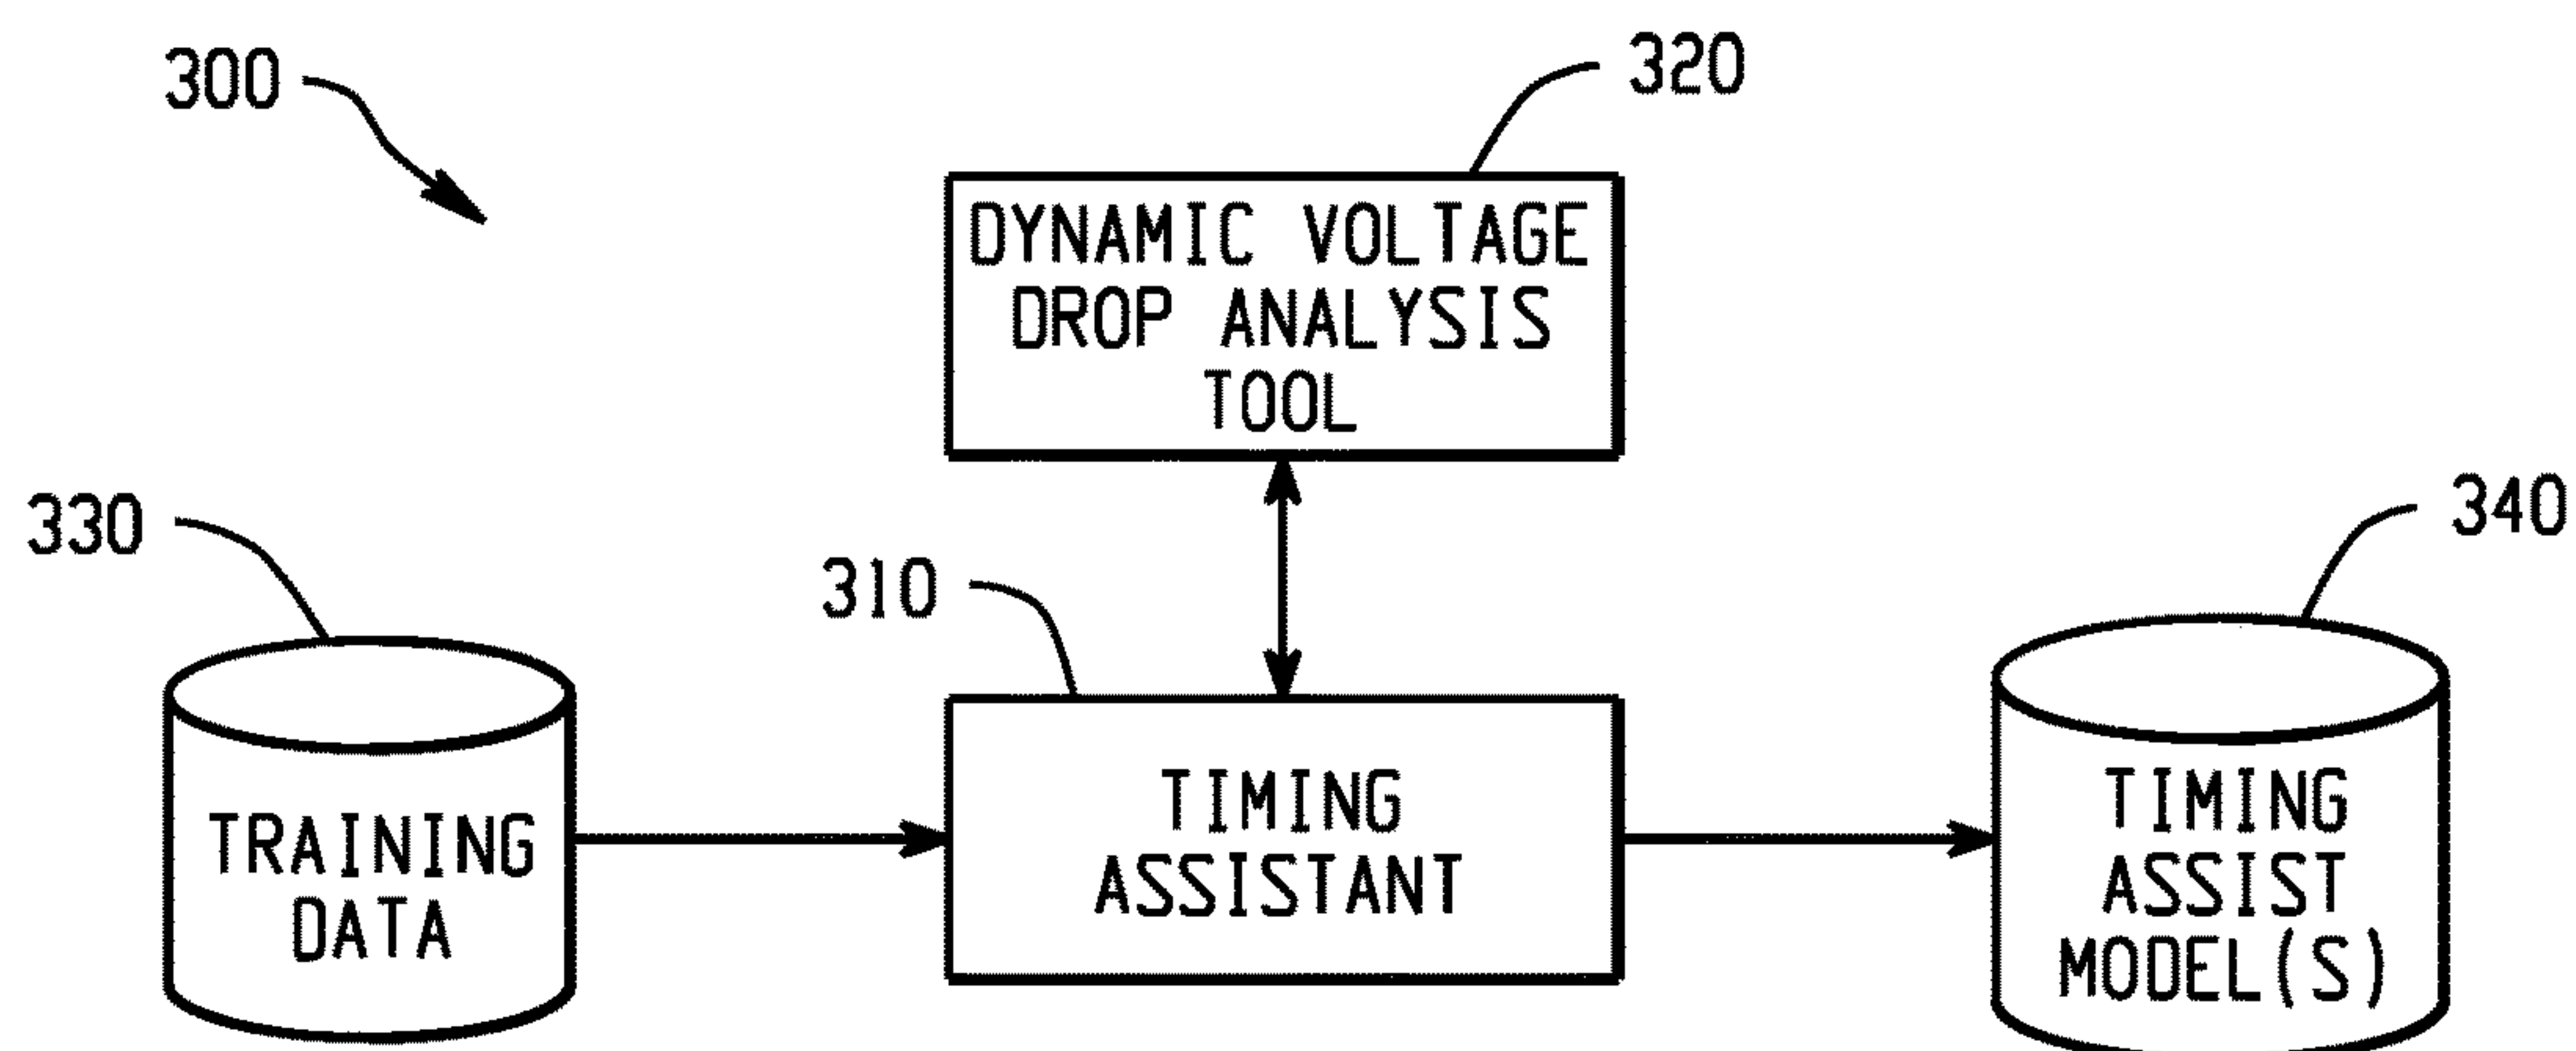 300
320
DYNAMIC VOLTAGE
DROP ANALYSIS
TOOL
330
340
310
TRAINING
DATA
TIMING
ASSISTANT
TIMING
ASSIST
MODEL(S)